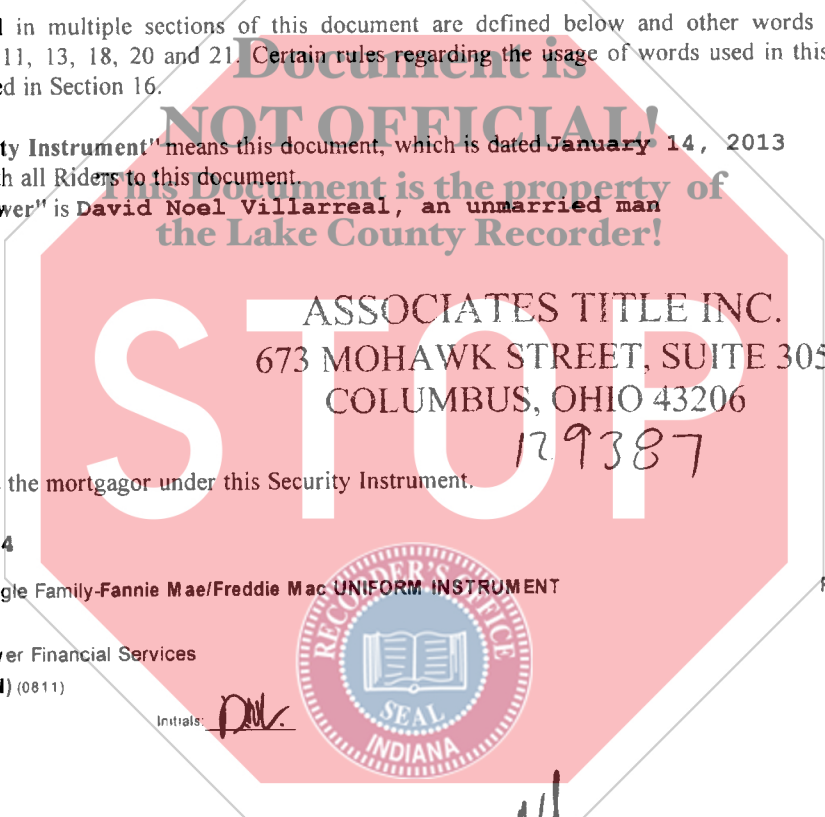 in multiple sections of this document are defined below and other words
11, 13, 18, 20 and 21. Certain rules regarding the usage of words used in this
ed in Section 16.
Document is
NOT OFFICIAL!
This Document is the property of
the Lake County Recorder!
ty Instrument" means this document, which is dated January 14, 2013
h all Riders to this document.
wer" is David Noel Villarreal, an unmarried man
STOP
ASSOCIATES TITLE INC.
673 MOHAWK STREET, SUITE 305
COLUMBUS, OHIO 43206
129387
the mortgagor under this Security Instrument.
4
gle Family-Fannie Mae/Freddie Mac UNIFORM INSTRUMENT
er Financial Services
) (0811)
Initials: DNV.
RECORDER'S OFFICE
SEAL
INDIANA